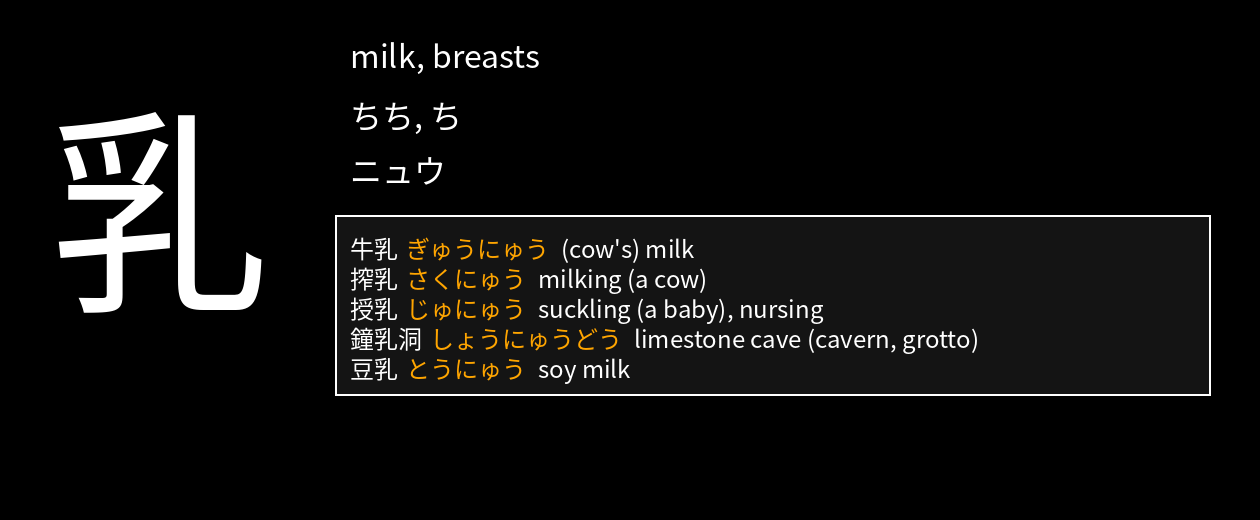 乳
milk, breasts
ちち, ち
ニュウ
牛乳 ぎゅうにゅう (cow's) milk
搾乳 さくにゅう milking (a cow)
授乳 じゅにゅう suckling (a baby), nursing
鐘乳洞 しょうにゅうどう limestone cave (cavern, grotto)
豆乳 とうにゅう soy milk